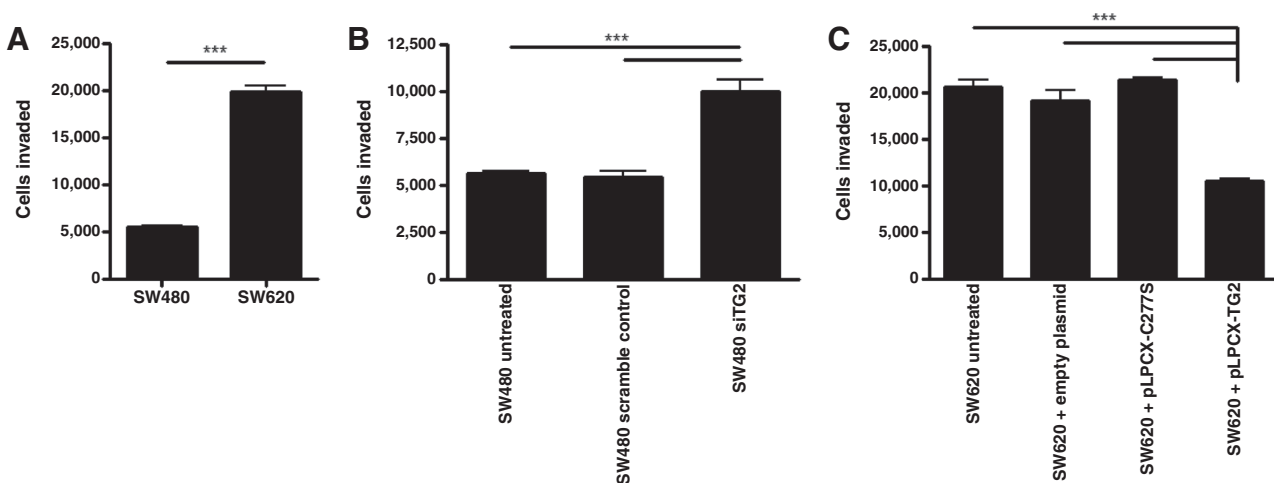 A
Cells invaded
25,000
20,000
15,000
10,000
5,000
0
***
SW480
SW620
B
Cells invaded
12,500
10,000
7,500
5,000
2,500
0
***
SW480 untreated
SW480 scramble control
SW480 siTG2
C
Cells invaded
25,000
20,000
15,000
10,000
5,000
0
***
SW620 untreated
SW620 + empty plasmid
SW620 + pLPCX-C277S
SW620 + pLPCX-TG2